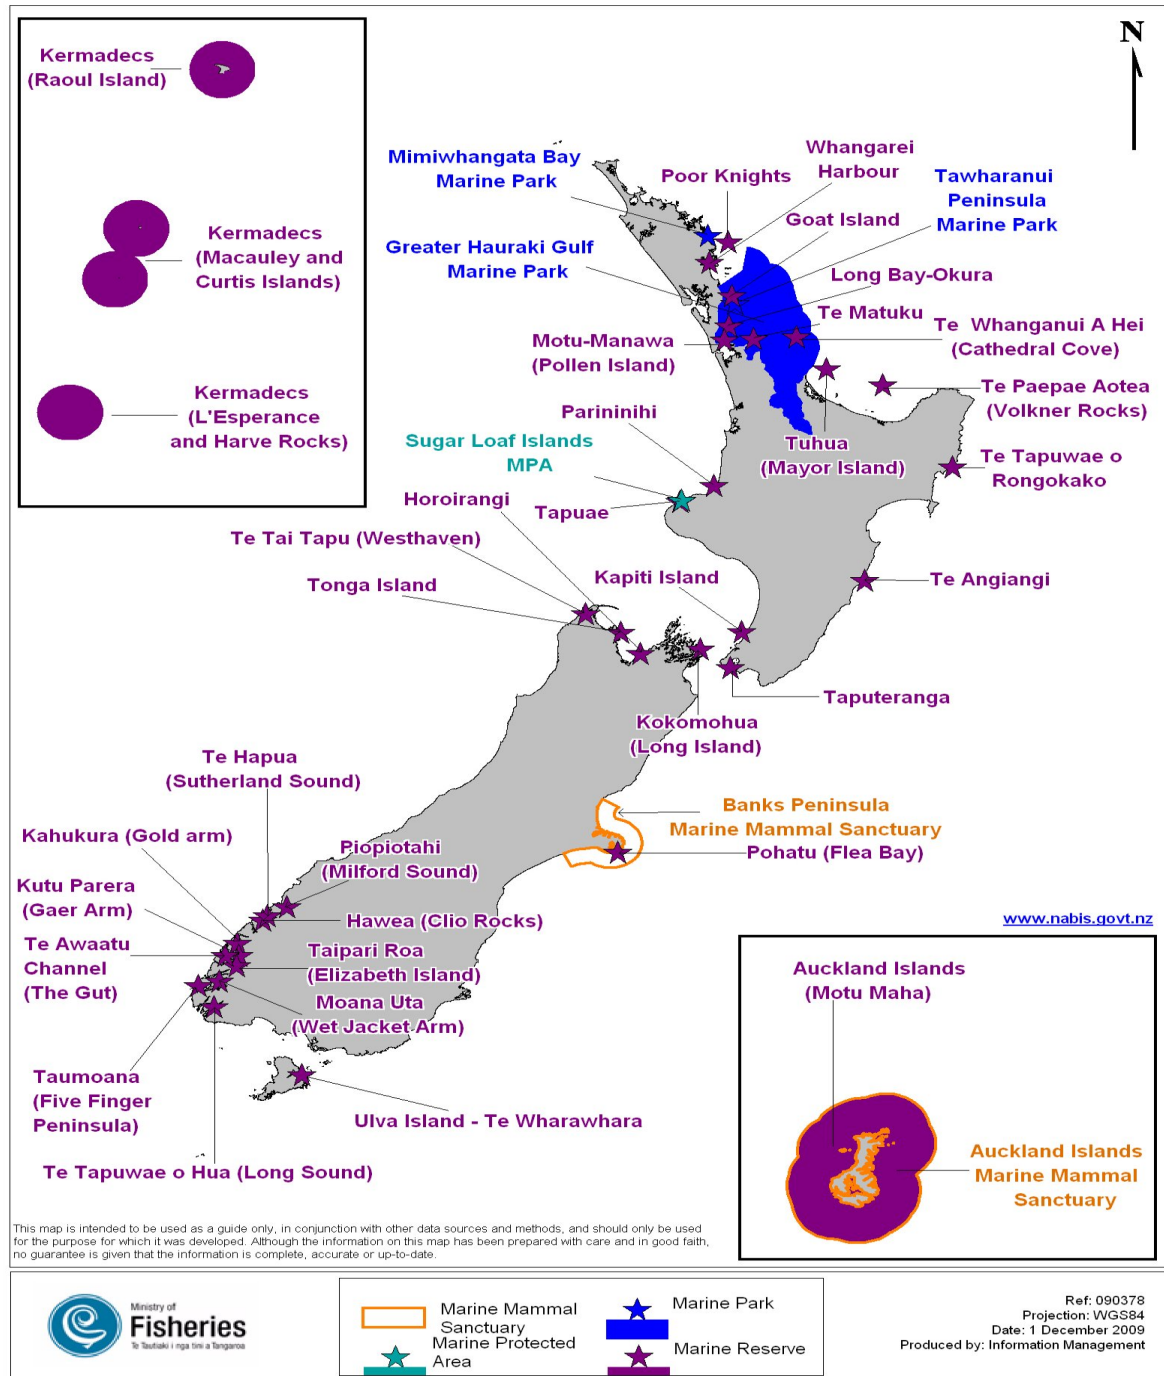 Kermadecs
(Raoul Island)
Kermadecs
(Macauley and
Curtis Islands)
Kermadecs
(L'Esperance
and Harve Rocks)
N
Mimiwhangata Bay
Marine Park
Poor Knights
Whangarei
Harbour
Tawharanui
Peninsula
Marine Park
Goat Island
Greater Hauraki Gulf
Marine Park
Long Bay-Okura
Te Matuku
Te Whanganui A Hei
(Cathedral Cove)
Motu-Manawa
(Pollen Island)
Te Paepae Aotea
(Volkner Rocks)
Parininihi
Tuhua
(Mayor Island)
Sugar Loaf Islands
MPA
Te Tapuwae o
Rongokako
Horoirangi
Tapuae
Te Tai Tapu (Westhaven)
Tonga Island
Kapiti Island
Te Angiangi
Taputeranga
Kokomohua
(Long Island)
Te Hapua
(Sutherland Sound)
Banks Peninsula
Marine Mammal Sanctuary
Pohatu (Flea Bay)
Kahukura (Gold arm)
Piopiotahi
(Milford Sound)
Kutu Parera
(Gaer Arm)
Hawea (Clio Rocks)
Te Awaatu
Channel
(The Gut)
Taipari Roa
(Elizabeth Island)
Moana Uta
(Wet Jacket Arm)
Taumoana
(Five Finger
Peninsula)
Ulva Island - Te Wharawhara
Te Tapuwae o Hua (Long Sound)
www.nabis.govt.nz
Auckland Islands
(Motu Maha)
Auckland Islands
Marine Mammal
Sanctuary
This map is intended to be used as a guide only, in conjunction with other data sources and methods, and should only be used
for the purpose for which it was developed. Although the information on this map has been prepared with care and in good faith,
no guarantee is given that the information is complete, accurate or up-to-date.
Ministry of
Fisheries
Te Tautiaki i nga tini a Tangaroa
Marine Mammal
Sanctuary
Marine Protected
Area
Marine Park
Marine Reserve
Ref: 090378
Projection: WGS84
Date: 1 December 2009
Produced by: Information Management